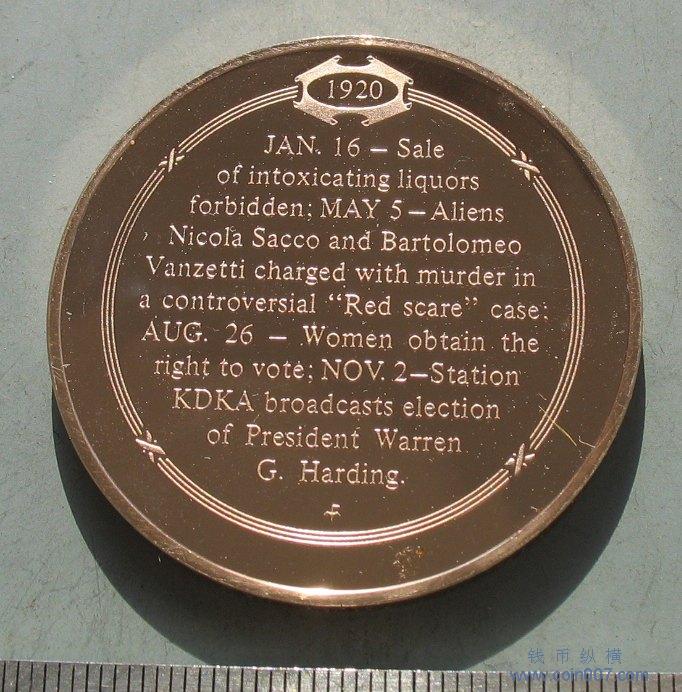 1920
JAN. 16 – Sale
of intoxicating liquors
forbidden; MAY 5 – Aliens
Nicola Sacco and Bartolomeo
Vanzetti charged with murder in
a controversial “Red scare” case;
AUG. 26 – Women obtain the
right to vote; NOV. 2–Station
KDKA broadcasts election
of President Warren
G. Harding.
钱币纵横
www.coin007.com